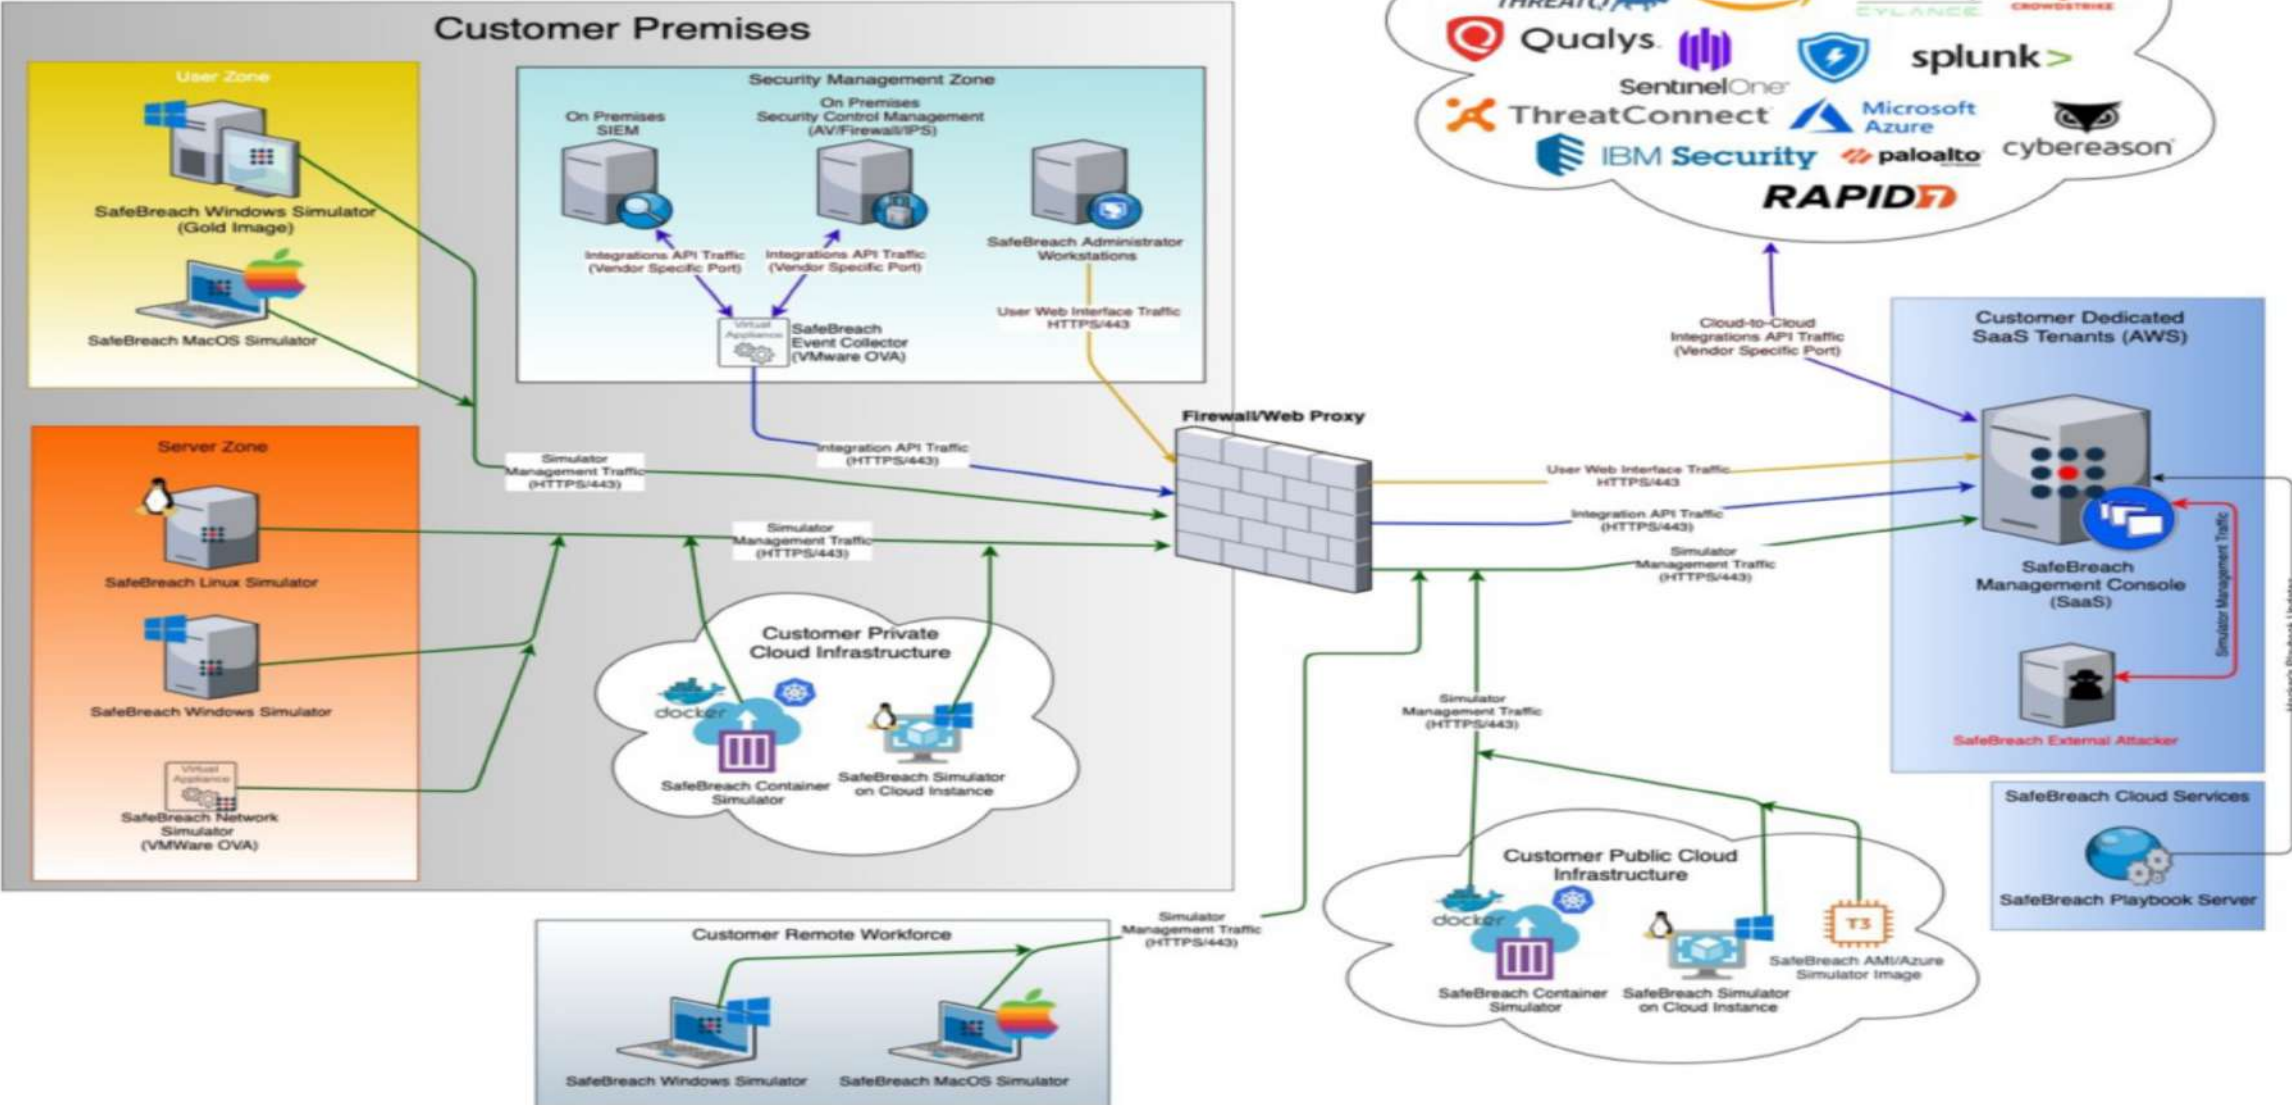 Customer Premises
User Zone
SafeBreach Windows Simulator
(Gold Image)
SafeBreach MacOS Simulator
Server Zone
SafeBreach Linux Simulator
SafeBreach Windows Simulator
Virtual
Appliance
SafeBreach Network
Simulator
(VMWare OVA)
Security Management Zone
On Premises
SIEM
On Premises
Security Control Management
(AV/Firewall/IPS)
SafeBreach Administrator
Workstations
Integrations API Traffic
(Vendor Specific Port)
Integrations API Traffic
(Vendor Specific Port)
Virtual
Appliance
SafeBreach
Event Collector
(VMware OVA)
User Web Interface Traffic
HTTPS/443
Integration API Traffic
(HTTPS/443)
Simulator
Management Traffic
(HTTPS/443)
Simulator
Management Traffic
(HTTPS/443)
Customer Private
Cloud Infrastructure
docker
SafeBreach Container
Simulator
SafeBreach Simulator
on Cloud Instance
Firewall/Web Proxy
User Web Interface Traffic
HTTPS/443
Integration API Traffic
(HTTPS/443)
Simulator
Management Traffic
(HTTPS/443)
THREATQ
CYLANCE
CROWDSTRIKE
Qualys.
SentinelOne
splunk>
ThreatConnect
Microsoft
Azure
IBM Security
paloalto
cybereason
RAPID7
Cloud-to-Cloud
Integrations API Traffic
(Vendor Specific Port)
Customer Dedicated
SaaS Tenants (AWS)
SafeBreach
Management Console
(SaaS)
Simulator Management Traffic
SafeBreach External Attacker
SafeBreach Cloud Services
SafeBreach Playbook Server
Simulator
Management Traffic
(HTTPS/443)
Customer Public Cloud
Infrastructure
docker
SafeBreach Container
Simulator
SafeBreach Simulator
on Cloud Instance
T3
SafeBreach AMI/Azure
Simulator Image
Customer Remote Workforce
Simulator
Management Traffic
(HTTPS/443)
SafeBreach Windows Simulator
SafeBreach MacOS Simulator